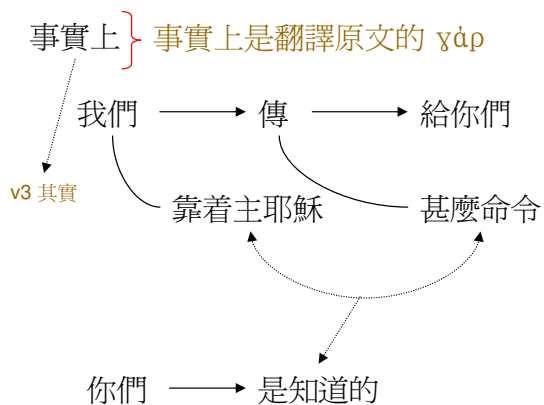 事實上 事實上是翻譯原文的 γάρ
我們 傳 給你們
v3 其實
靠着主耶穌 甚麼命令
你們 是知道的